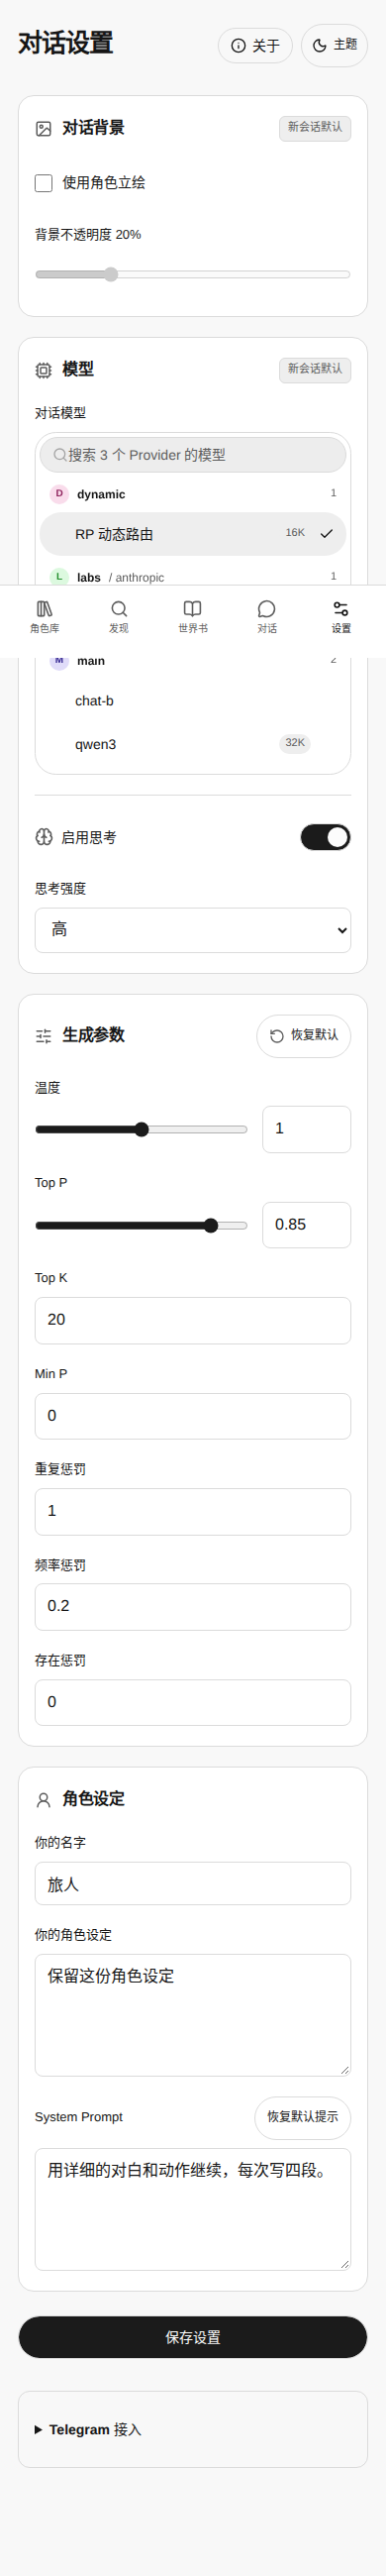 对话设置
关于
主题
对话背景
新会话默认
使用角色立绘
背景不透明度 20%
模型
新会话默认
对话模型
搜索 3 个 Provider 的模型
D dynamic 1
RP 动态路由 16K
L labs / anthropic 1
角色库
发现
世界书
对话
设置
M main 2
chat-b
qwen3 32K
启用思考
思考强度
高
生成参数
恢复默认
温度
1
Top P
0.85
Top K
20
Min P
0
重复惩罚
1
频率惩罚
0.2
存在惩罚
0
角色设定
你的名字
旅人
你的角色设定
保留这份角色设定
System Prompt
恢复默认提示
用详细的对白和动作继续，每次写四段。
保存设置
Telegram 接入